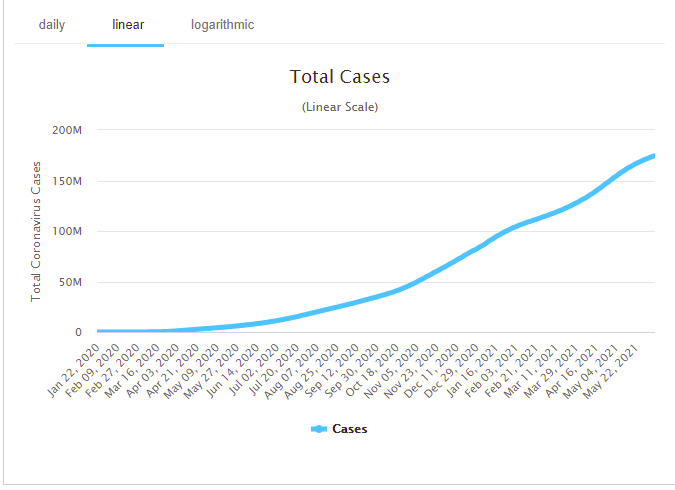 daily linear logarithmic
Total Cases
(Linear Scale)
Total Coronavirus Cases
200M
150M
100M
50M
0
Jan 22, 2020
Feb 09, 2020
Feb 27, 2020
Mar 16, 2020
Apr 03, 2020
Apr 21, 2020
May 09, 2020
May 27, 2020
Jun 14, 2020
Jul 02, 2020
Jul 20, 2020
Aug 07, 2020
Aug 25, 2020
Sep 12, 2020
Sep 30, 2020
Oct 18, 2020
Nov 05, 2020
Nov 23, 2020
Dec 11, 2020
Dec 29, 2020
Jan 16, 2021
Feb 03, 2021
Feb 21, 2021
Mar 11, 2021
Mar 29, 2021
Apr 16, 2021
May 04, 2021
May 22, 2021
Cases